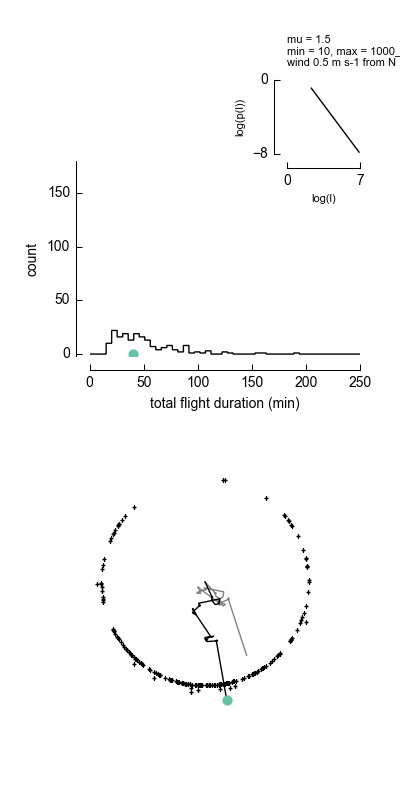 mu = 1.5
min = 10, max = 1000_
wind 0.5 m s-1 from N
0
log(p(l))
−8
0
7
log(l)
150
100
50
0
count
0
50
100
150
200
250
total flight duration (min)